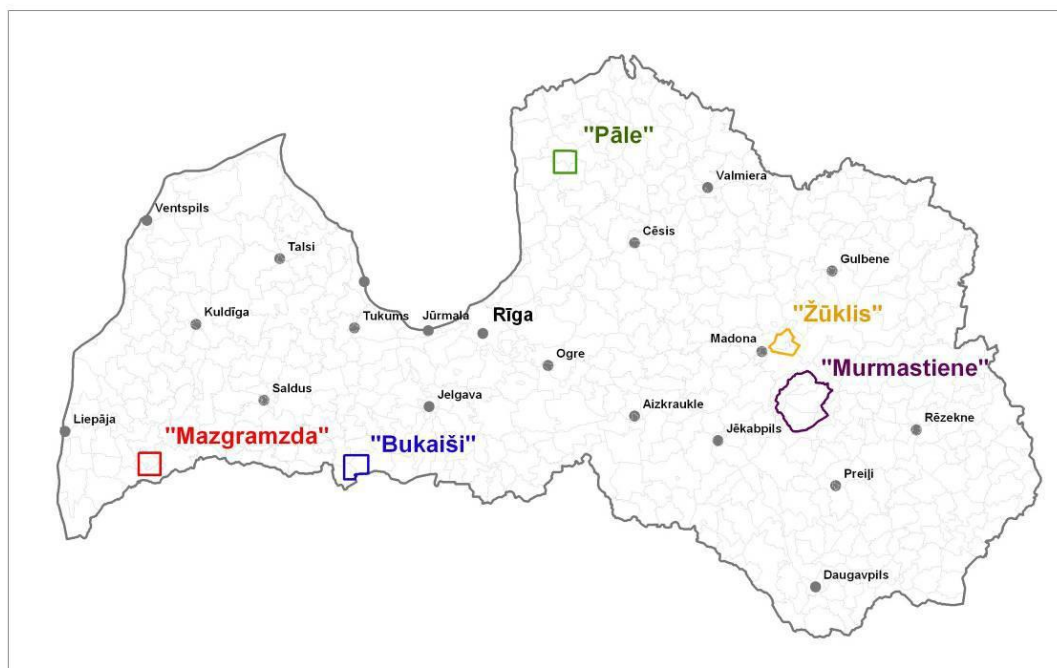 "Pāle"
Valmiera
Ventspils
Cēsis
Talsi
Gulbene
"Žūklis"
Kuldīga
Tukums
Jūrmala
Rīga
Madona
Ogre
"Murmastiene"
Saldus
Jelgava
Aizkraukle
Liepāja
"Mazgramzda"
"Bukaiši"
Jēkabpils
Rēzekne
Preiļi
Daugavpils